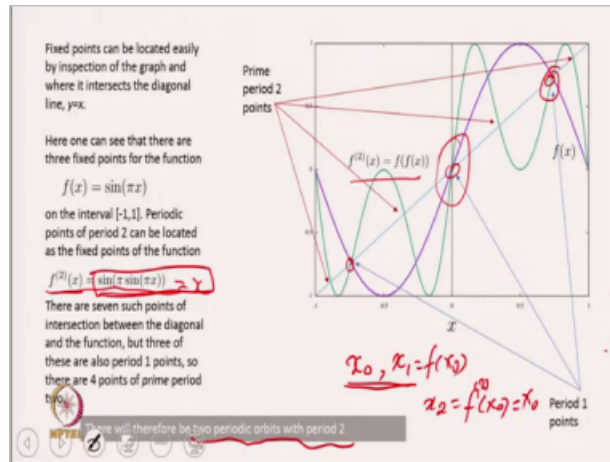 Fixed points can be located easily
by inspection of the graph and
where it intersects the diagonal
line, y=x.
Here one can see that there are
three fixed points for the function
f(x) = sin(πx)
on the interval [-1,1]. Periodic
points of period 2 can be located
as the fixed points of the function
f⁽²⁾(x) = sin(π sin(πx)) = x
There are seven such points of
intersection between the diagonal
and the function, but three of
these are also period 1 points, so
there are 4 points of prime period
two.
There will therefore be two periodic orbits with period 2
Prime
period 2
points
f⁽²⁾(x) = f(f(x))
f(x)
x
x₀, x₁ = f(x₀)
x₂ = f⁽²⁾(x₀) = x₀
Period 1
points
NPTEL